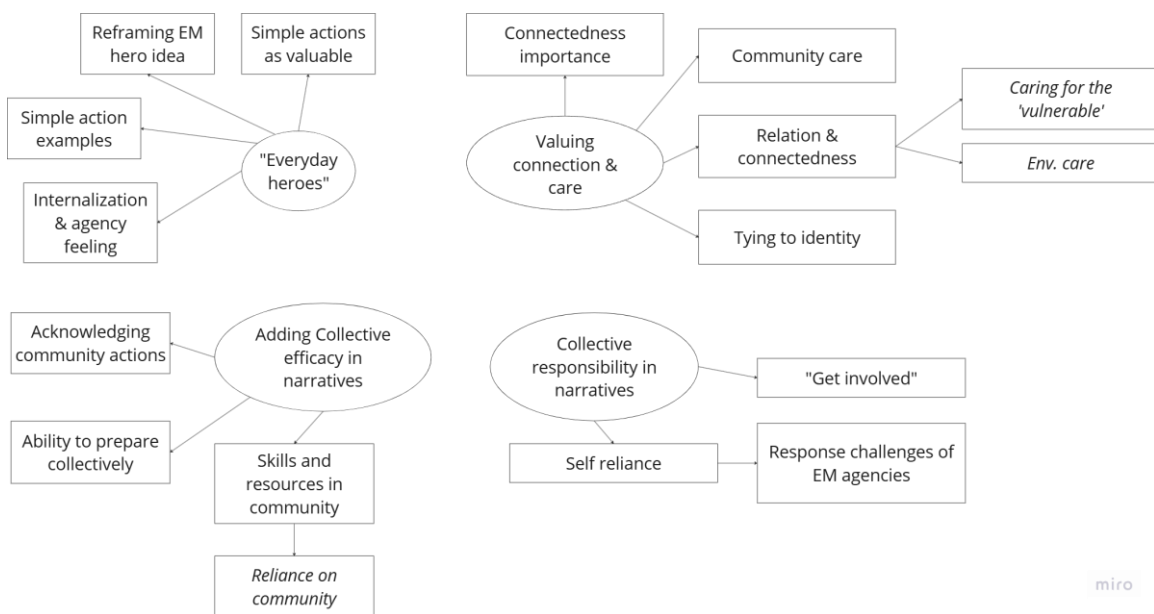 Reframing EM
hero idea
Simple actions
as valuable
Simple action
examples
"Everyday
heroes"
Internalization
& agency
feeling
Connectedness
importance
Community care
Valuing
connection &
care
Relation &
connectedness
Caring for the
'vulnerable'
Env. care
Tying to identity
Acknowledging
community actions
Adding Collective
efficacy in
narratives
Ability to prepare
collectively
Skills and
resources in
community
Reliance on
community
Collective
responsibility in
narratives
"Get involved"
Self reliance
Response challenges of
EM agencies
miro